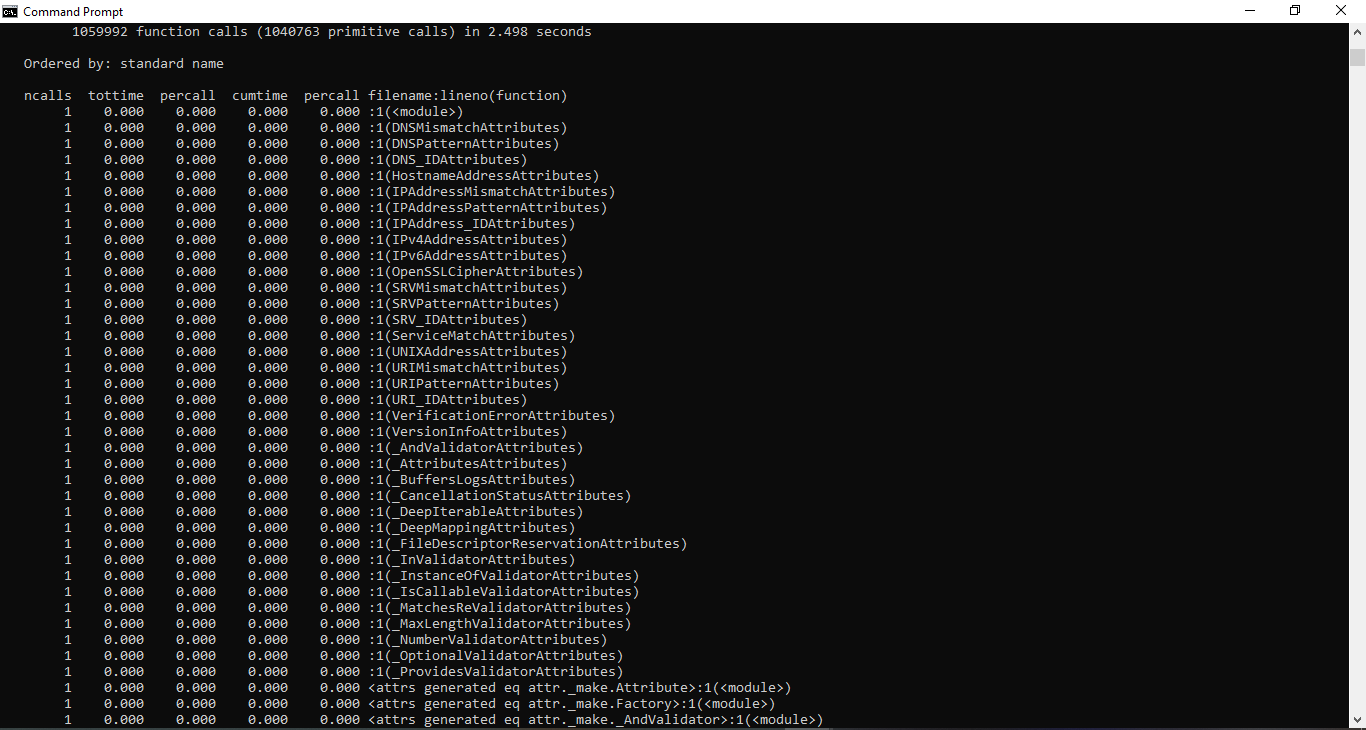 Command Prompt
1059992 function calls (1040763 primitive calls) in 2.498 seconds
Ordered by: standard name
ncalls  tottime  percall  cumtime  percall filename:lineno(function)
1    0.000    0.000    0.000    0.000 :1(<module>)
1    0.000    0.000    0.000    0.000 :1(DNSMismatchAttributes)
1    0.000    0.000    0.000    0.000 :1(DNSPatternAttributes)
1    0.000    0.000    0.000    0.000 :1(DNS_IDAttributes)
1    0.000    0.000    0.000    0.000 :1(HostnameAddressAttributes)
1    0.000    0.000    0.000    0.000 :1(IPAddressMismatchAttributes)
1    0.000    0.000    0.000    0.000 :1(IPAddressPatternAttributes)
1    0.000    0.000    0.000    0.000 :1(IPAddress_IDAttributes)
1    0.000    0.000    0.000    0.000 :1(IPv4AddressAttributes)
1    0.000    0.000    0.000    0.000 :1(IPv6AddressAttributes)
1    0.000    0.000    0.000    0.000 :1(OpenSSLCipherAttributes)
1    0.000    0.000    0.000    0.000 :1(SRVMismatchAttributes)
1    0.000    0.000    0.000    0.000 :1(SRVPatternAttributes)
1    0.000    0.000    0.000    0.000 :1(SRV_IDAttributes)
1    0.000    0.000    0.000    0.000 :1(ServiceMatchAttributes)
1    0.000    0.000    0.000    0.000 :1(UNIXAddressAttributes)
1    0.000    0.000    0.000    0.000 :1(URIMismatchAttributes)
1    0.000    0.000    0.000    0.000 :1(URIPatternAttributes)
1    0.000    0.000    0.000    0.000 :1(URI_IDAttributes)
1    0.000    0.000    0.000    0.000 :1(VerificationErrorAttributes)
1    0.000    0.000    0.000    0.000 :1(VersionInfoAttributes)
1    0.000    0.000    0.000    0.000 :1(_AndValidatorAttributes)
1    0.000    0.000    0.000    0.000 :1(_AttributesAttributes)
1    0.000    0.000    0.000    0.000 :1(_BuffersLogsAttributes)
1    0.000    0.000    0.000    0.000 :1(_CancellationStatusAttributes)
1    0.000    0.000    0.000    0.000 :1(_DeepIterableAttributes)
1    0.000    0.000    0.000    0.000 :1(_DeepMappingAttributes)
1    0.000    0.000    0.000    0.000 :1(_FileDescriptorReservationAttributes)
1    0.000    0.000    0.000    0.000 :1(_InValidatorAttributes)
1    0.000    0.000    0.000    0.000 :1(_InstanceOfValidatorAttributes)
1    0.000    0.000    0.000    0.000 :1(_IsCallableValidatorAttributes)
1    0.000    0.000    0.000    0.000 :1(_MatchesReValidatorAttributes)
1    0.000    0.000    0.000    0.000 :1(_MaxLengthValidatorAttributes)
1    0.000    0.000    0.000    0.000 :1(_NumberValidatorAttributes)
1    0.000    0.000    0.000    0.000 :1(_OptionalValidatorAttributes)
1    0.000    0.000    0.000    0.000 :1(_ProvidesValidatorAttributes)
1    0.000    0.000    0.000    0.000 <attrs generated eq attr._make.Attribute>:1(<module>)
1    0.000    0.000    0.000    0.000 <attrs generated eq attr._make.Factory>:1(<module>)
1    0.000    0.000    0.000    0.000 <attrs generated eq attr._make._AndValidator>:1(<module>)